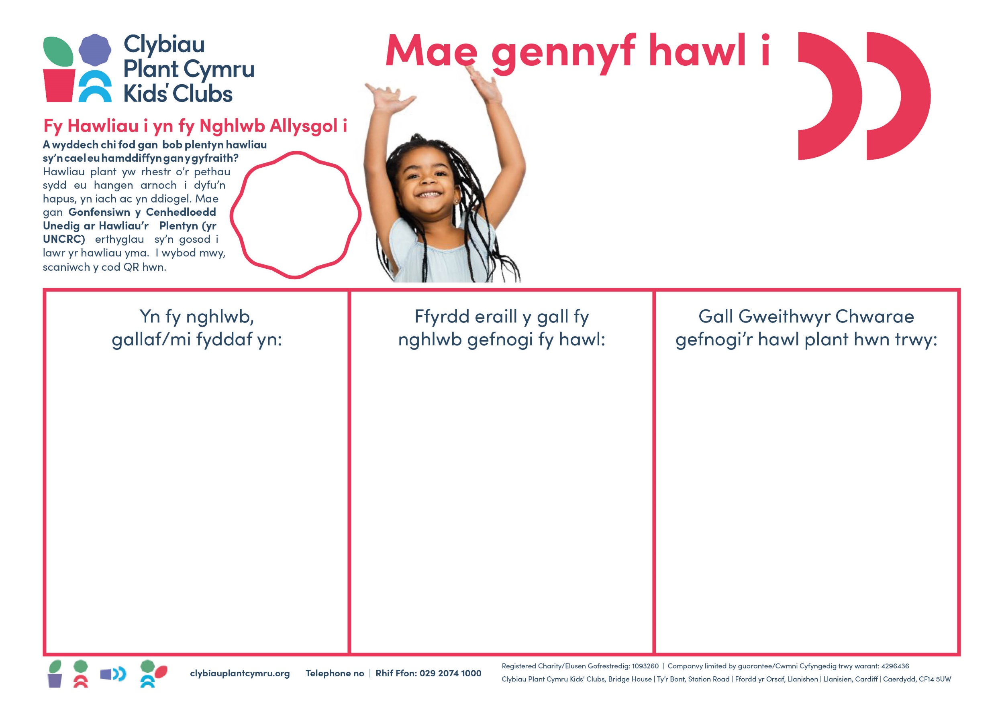 Clybiau
Plant Cymru
Kids' Clubs
Mae gennyf hawl i
Fy Hawliau i yn fy Nghlwb Allysgol i
A wyddech chi fod gan bob plentyn hawliau
sy'n cael eu hamddiffyn gan y gyfraith?
Hawliau plant yw rhestr o'r pethau
sydd eu hangen arnoch i dyfu'n
hapus, yn iach ac yn ddiogel. Mae
gan Gonfensiwn y Cenhedloedd
Unedig ar Hawliau'r Plentyn (yr
UNCRC) erthyglau sy'n gosod i
lawr yr hawliau yma. I wybod mwy,
scaniwch y cod QR hwn.
Yn fy nghlwb,
gallaf/mi fyddaf yn:
Ffyrdd eraill y gall fy
nghlwb gefnogi fy hawl:
Gall Gweithwyr Chwarae
gefnogi'r hawl plant hwn trwy:
clybiauplantcymru.org Telephone no | Rhif Ffon: 029 2074 1000
Registered Charity/Elusen Gofrestredig: 1093260 | Companvy limited by guarantee/Cwmni Cyfyngedig trwy warant: 4296436
Clybiau Plant Cymru Kids' Clubs, Bridge House | Ty'r Bont, Station Road | Ffordd yr Orsaf, Llanishen | Llanisien, Cardiff | Caerdydd, CF14 5UW